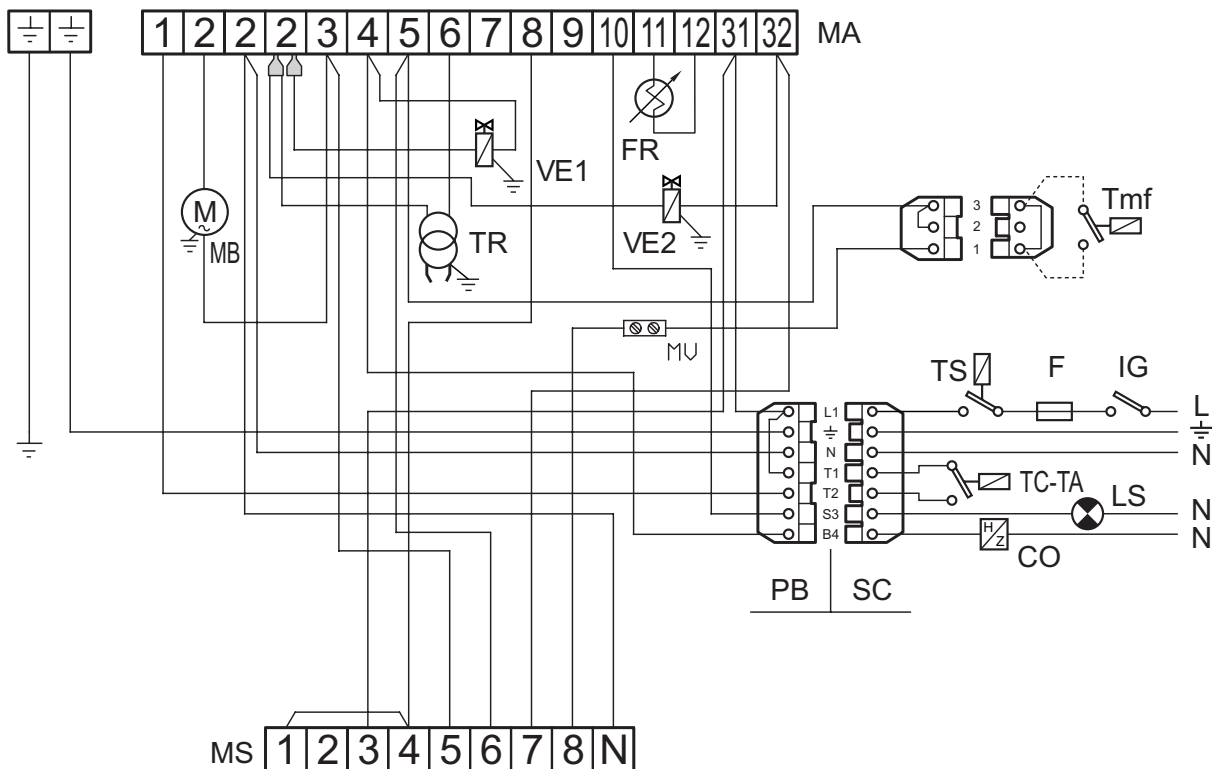 1 2 2 2 3 4 5 6 7 8 9 10 11 12 31 32 MA
FR
VE1
VE2
M
~
MB
TR
3
2
1
Tmf
MV
TS F IG
L1 L
N N
T1
T2 TC-TA
S3 LS N
B4 H Z CO N
PB SC
MS 1 2 3 4 5 6 7 8 N